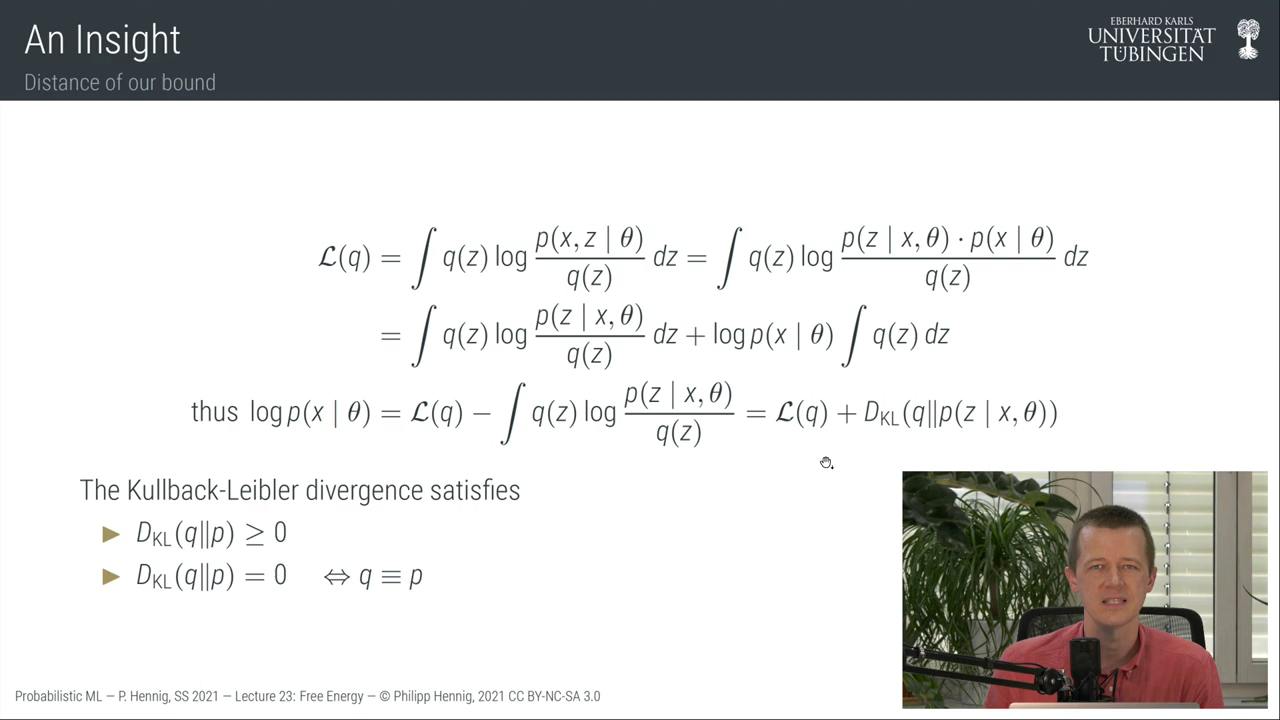 An Insight
Distance of our bound
EBERHARD KARLS
UNIVERSITÄT
TÜBINGEN
ℒ(q) = ∫ q(z) log p(x, z | θ) / q(z) dz = ∫ q(z) log p(z | x, θ) · p(x | θ) / q(z) dz
= ∫ q(z) log p(z | x, θ) / q(z) dz + log p(x | θ) ∫ q(z) dz
thus log p(x | θ) = ℒ(q) − ∫ q(z) log p(z | x, θ) / q(z) = ℒ(q) + D_KL(q‖p(z | x, θ))
The Kullback-Leibler divergence satisfies
▶ D_KL(q‖p) ≥ 0
▶ D_KL(q‖p) = 0 ⇔ q ≡ p
Probabilistic ML — P. Hennig, SS 2021 — Lecture 23: Free Energy — © Philipp Hennig, 2021 CC BY-NC-SA 3.0